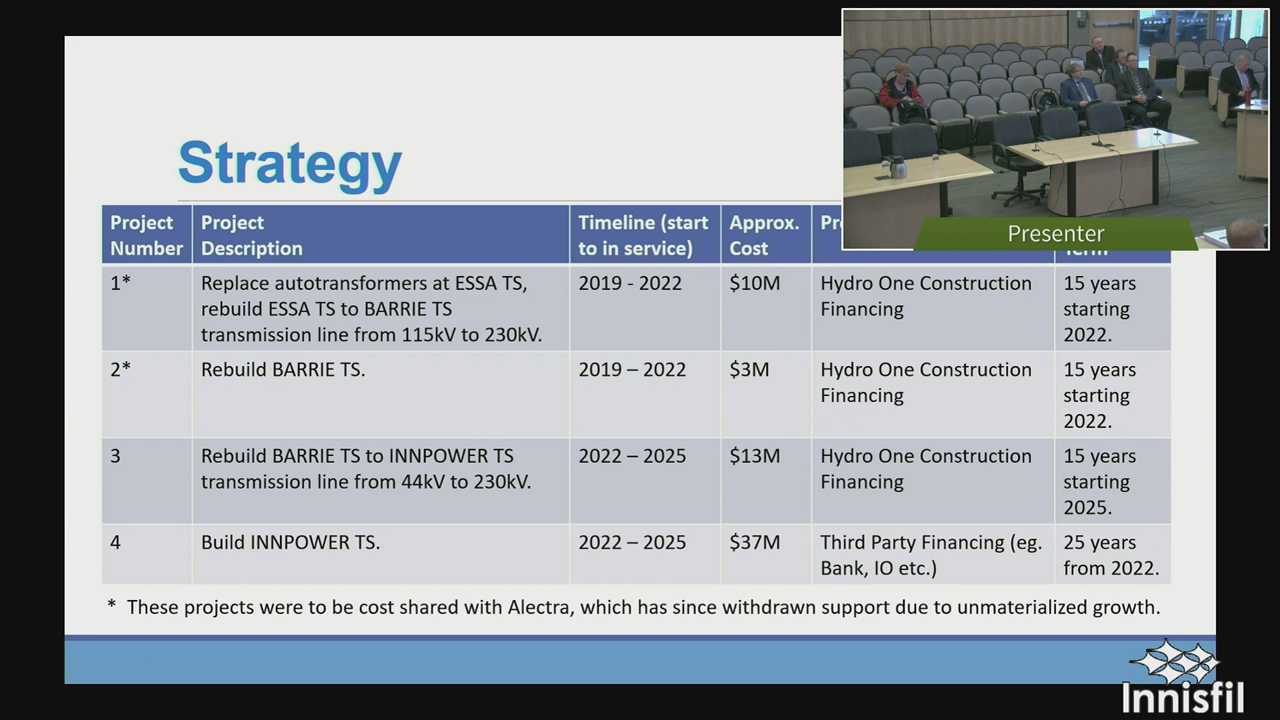 Strategy
Presenter
Project Number
Project Description
Timeline (start to in service)
Approx. Cost
1*
Replace autotransformers at ESSA TS,
rebuild ESSA TS to BARRIE TS
transmission line from 115kV to 230kV.
2019 - 2022
$10M
Hydro One Construction
Financing
15 years
starting
2022.
2*
Rebuild BARRIE TS.
2019 – 2022
$3M
Hydro One Construction
Financing
15 years
starting
2022.
3
Rebuild BARRIE TS to INNPOWER TS
transmission line from 44kV to 230kV.
2022 – 2025
$13M
Hydro One Construction
Financing
15 years
starting
2025.
4
Build INNPOWER TS.
2022 – 2025
$37M
Third Party Financing (eg.
Bank, IO etc.)
25 years
from 2022.
* These projects were to be cost shared with Alectra, which has since withdrawn support due to unmaterialized growth.
Innisfil